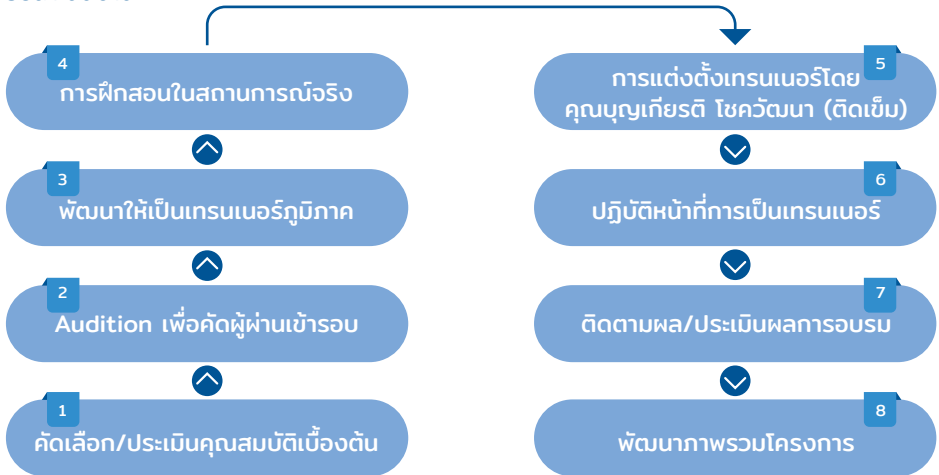 4
การฝึกสอนในสถานการณ์จริง
3
พัฒนาให้เป็นเทรนเนอร์ภูมิภาค
2
Audition เพื่อคัดผู้ผ่านเข้ารอบ
1
คัดเลือก/ประเมินคุณสมบัติเบื้องต้น
5
การแต่งตั้งเทรนเนอร์โดย
คุณบุญเกียรติ โชควัฒนา (ติดเข็ม)
6
ปฏิบัติหน้าที่การเป็นเทรนเนอร์
7
ติดตามผล/ประเมินผลการอบรม
8
พัฒนาภาพรวมโครงการ